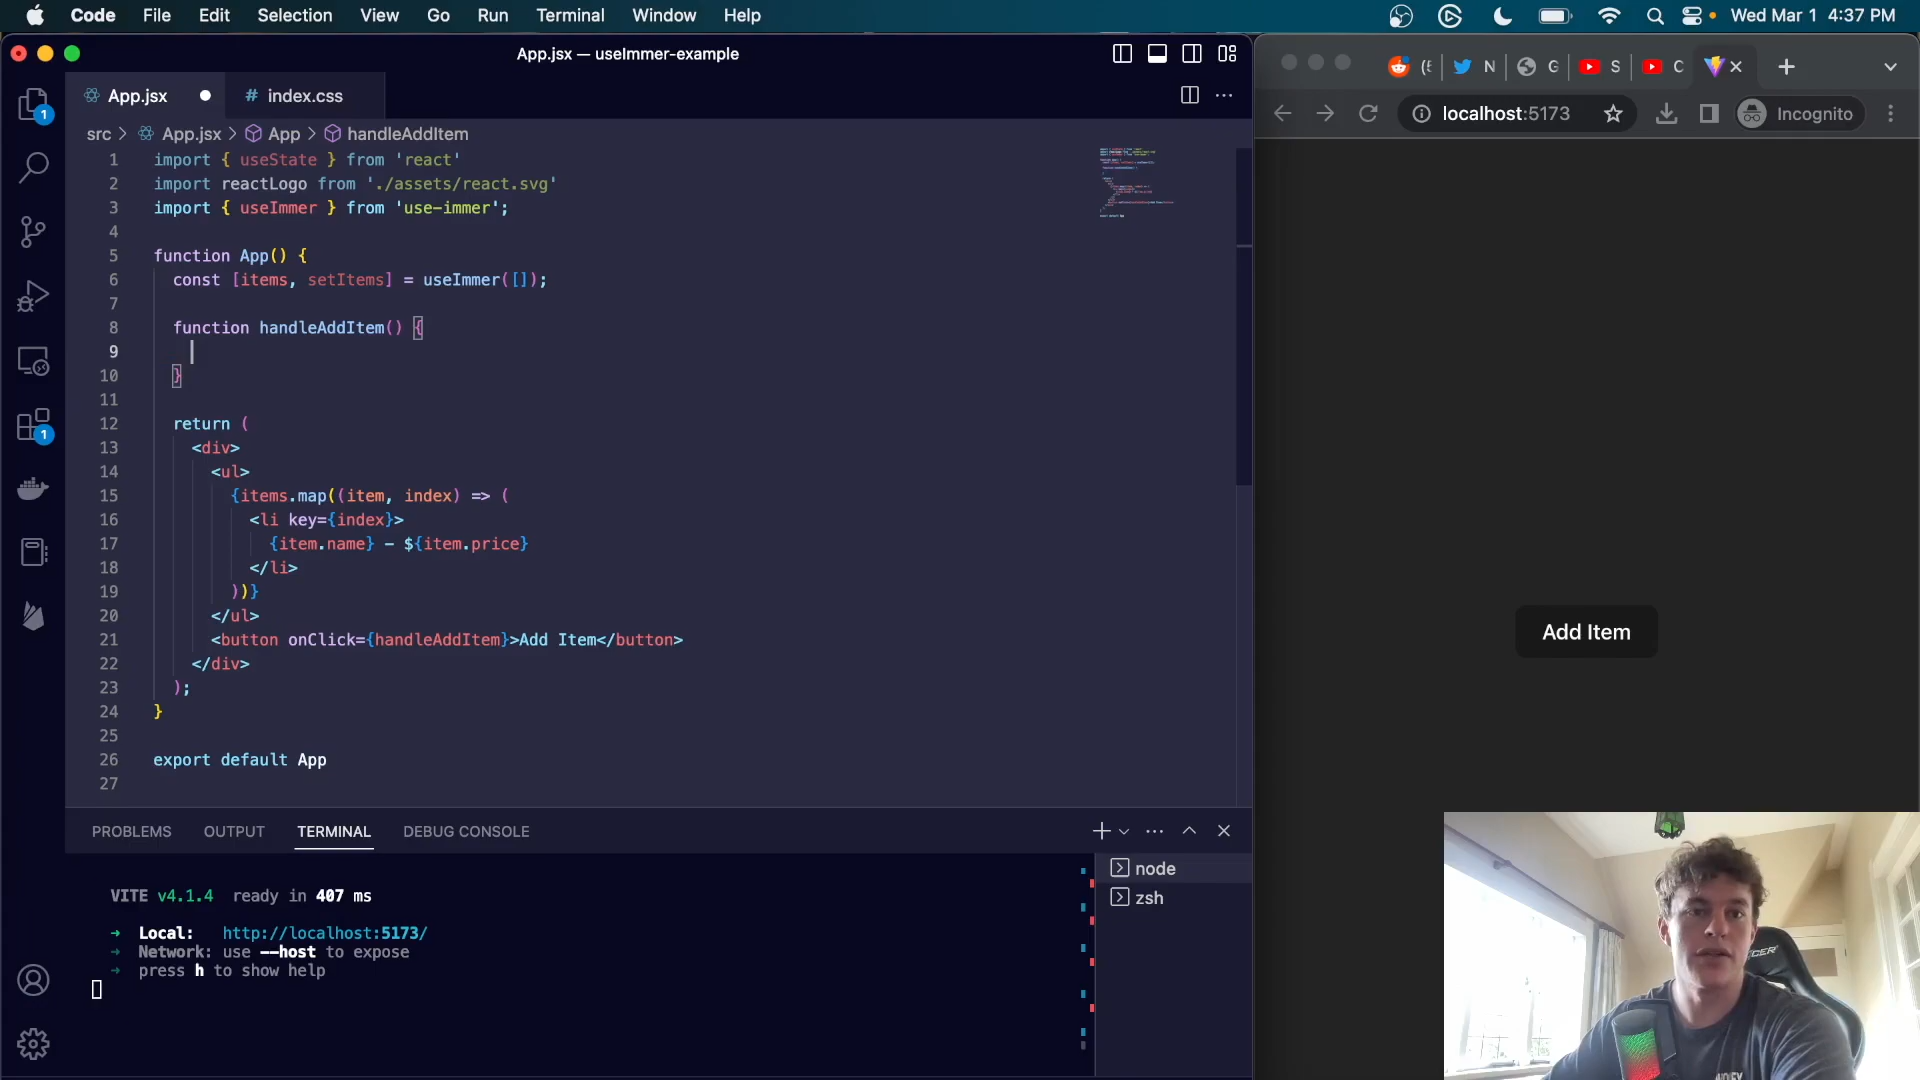 Code File Edit Selection View Go Run Terminal Window Help
Wed Mar 1 4:37 PM
App.jsx — useImmer-example
App.jsx
# index.css
src > App.jsx > App > handleAddItem
1 import { useState } from 'react'
2 import reactLogo from './assets/react.svg'
3 import { useImmer } from 'use-immer';
4
5 function App() {
6 const [items, setItems] = useImmer([]);
7
8 function handleAddItem() {
9
10 }
11
12 return (
13 <div>
14 <ul>
15 {items.map((item, index) => (
16 <li key={index}>
17 {item.name} - ${item.price}
18 </li>
19 ))}
20 </ul>
21 <button onClick={handleAddItem}>Add Item</button>
22 </div>
23 );
24 }
25
26 export default App
27
1
1
PROBLEMS OUTPUT TERMINAL DEBUG CONSOLE
VITE v4.1.4 ready in 407 ms
➜ Local: http://localhost:5173/
➜ Network: use --host to expose
➜ press h to show help
node
zsh
N
G
S
C
localhost:5173
Incognito
Add Item